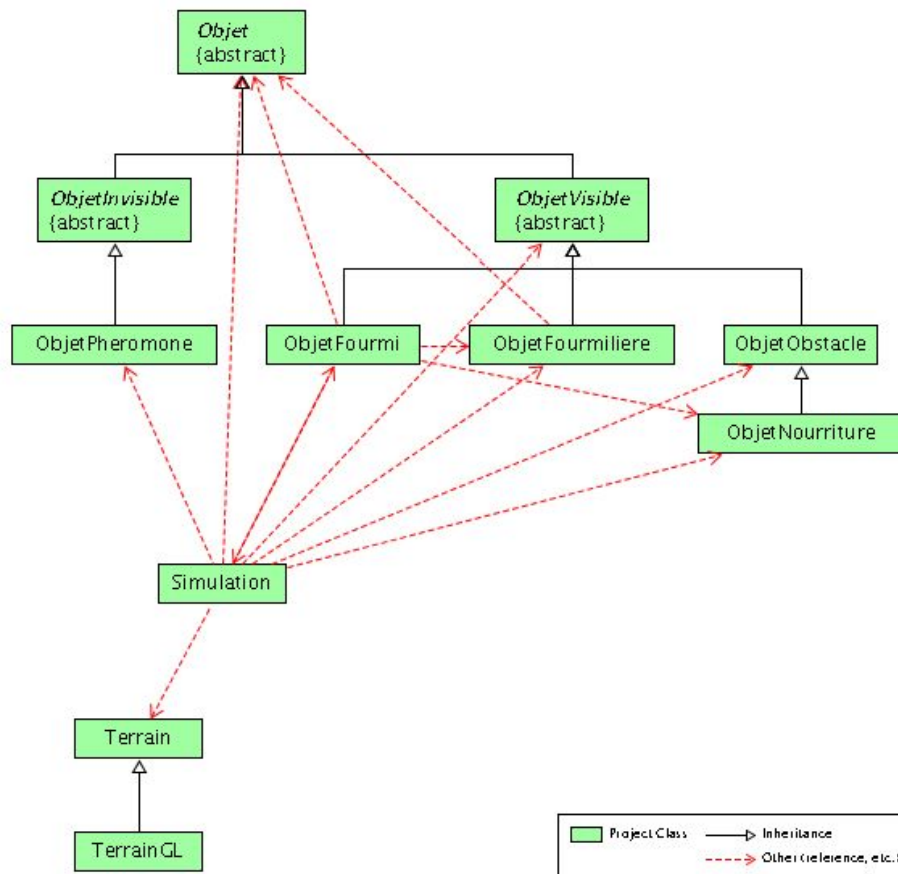 Objet
{abstract}
ObjetInvisible
{abstract}
ObjetVisible
{abstract}
ObjetPheromone
ObjetFourmi
ObjetFourmiliere
ObjetObstacle
ObjetNourriture
Simulation
Terrain
TerrainGL
Project Class
Inheritance
Other (reference, etc.)